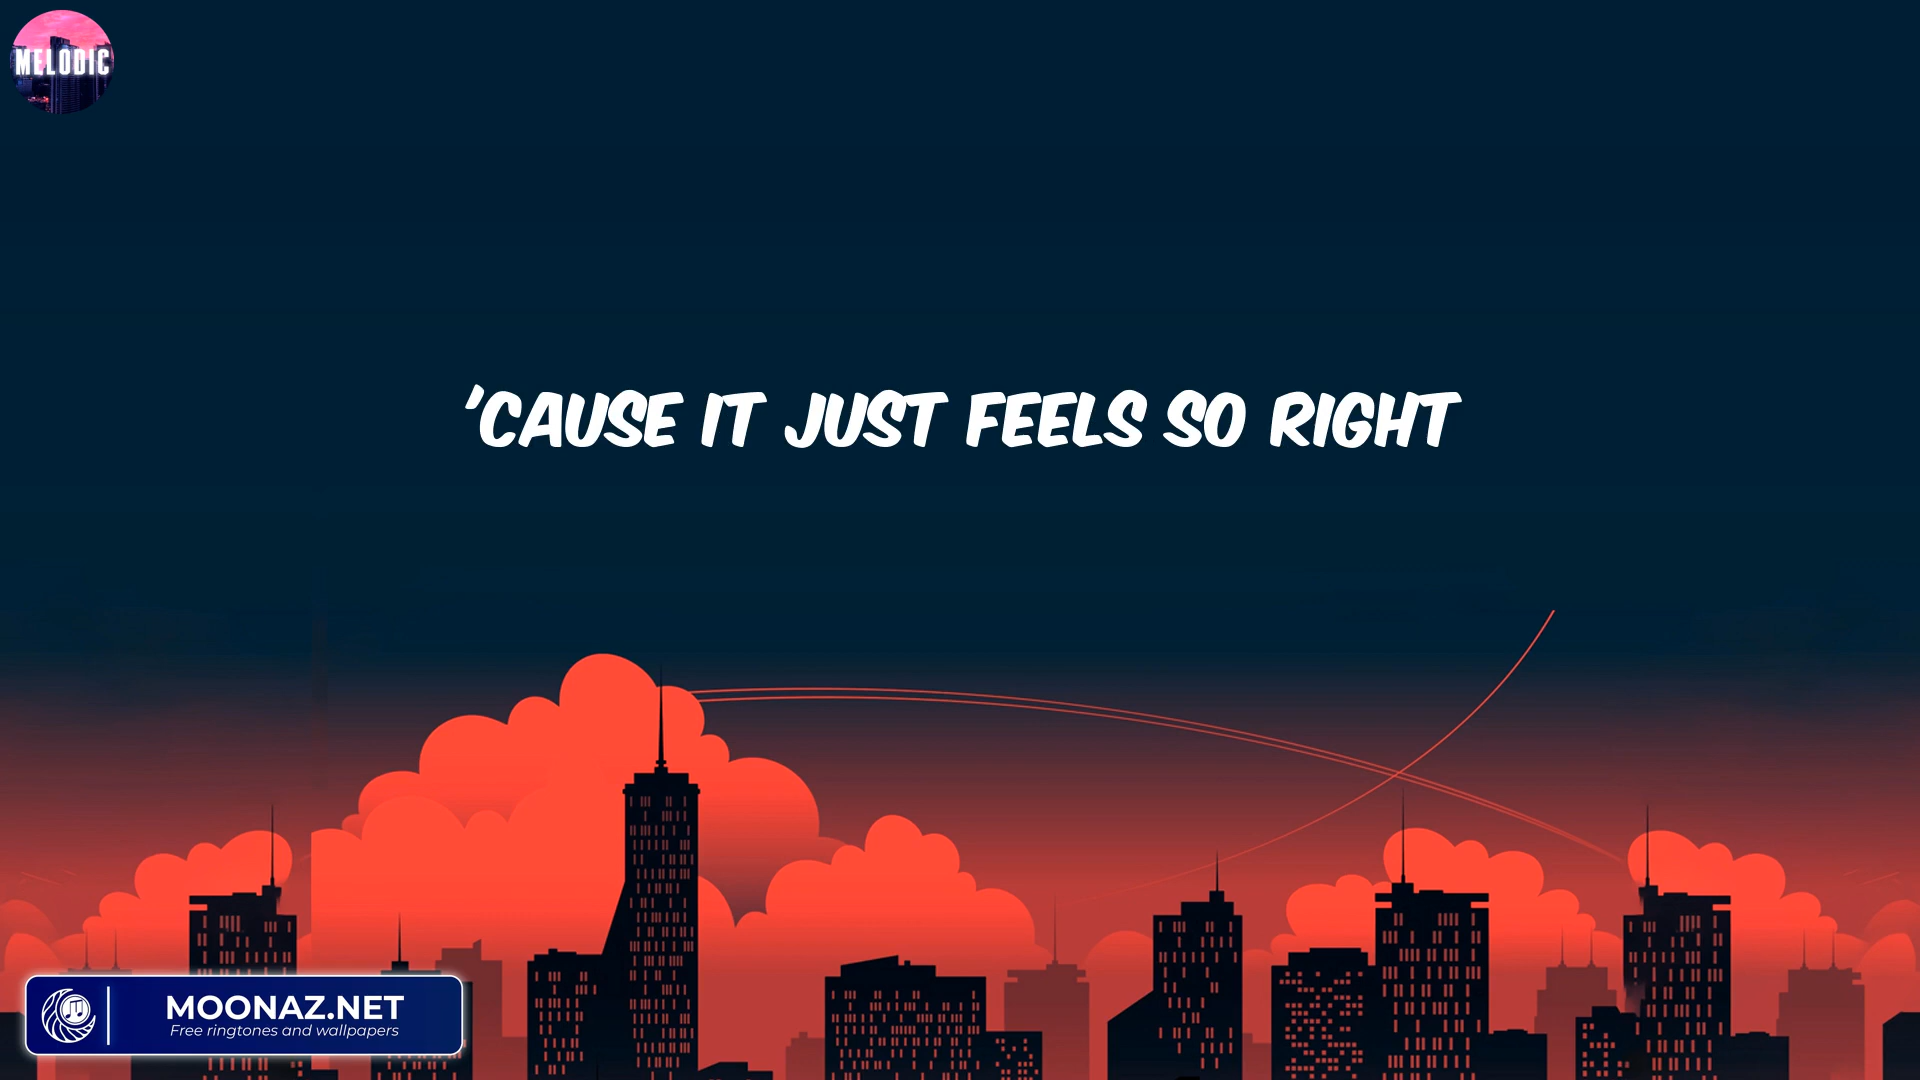 MELODIC
'CAUSE IT JUST FEELS SO RIGHT
MOONAZ.NET
Free ringtones and wallpapers